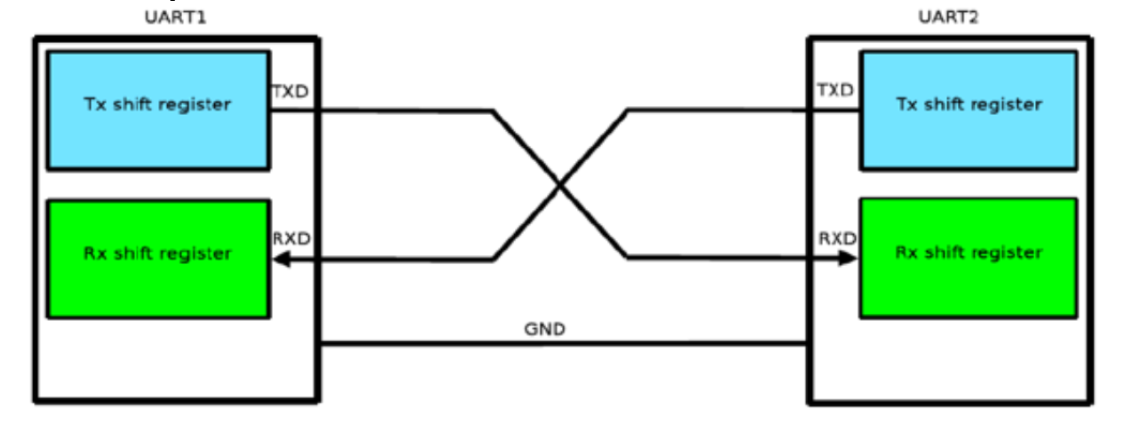 UART1
UART2
TXD
TXD
Tx shift register
Tx shift register
RXD
RXD
Rx shift register
Rx shift register
GND